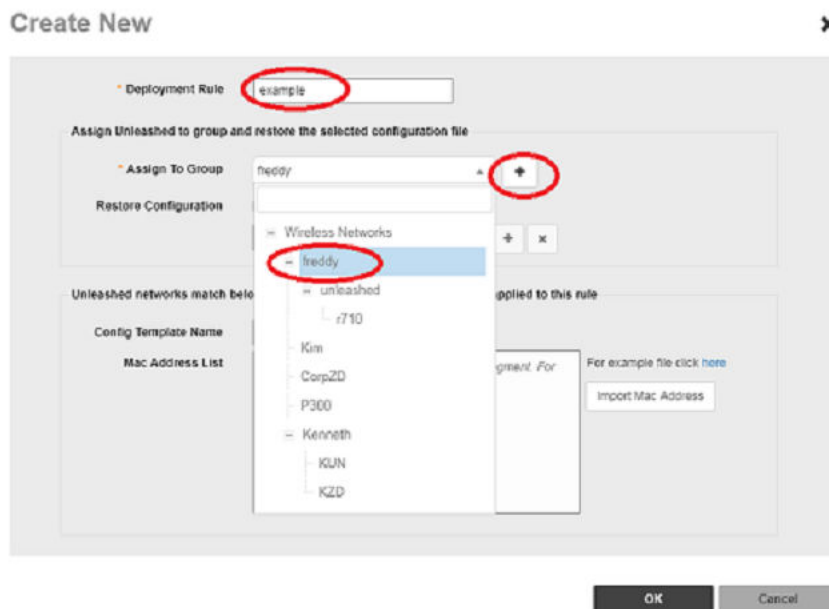 Create New
* Deployment Rule example
Assign Unleashed to group and restore the selected configuration file
* Assign To Group freddy
Restore Configuration
Wireless Networks
freddy
unleashed
r710
Kim
CorpZD
P300
Kenneth
KUN
KZD
Unleashed networks match belo
pplied to this rule
Config Template Name
Mac Address List
gment. For
For example file click here
Import Mac Address
OK Cancel